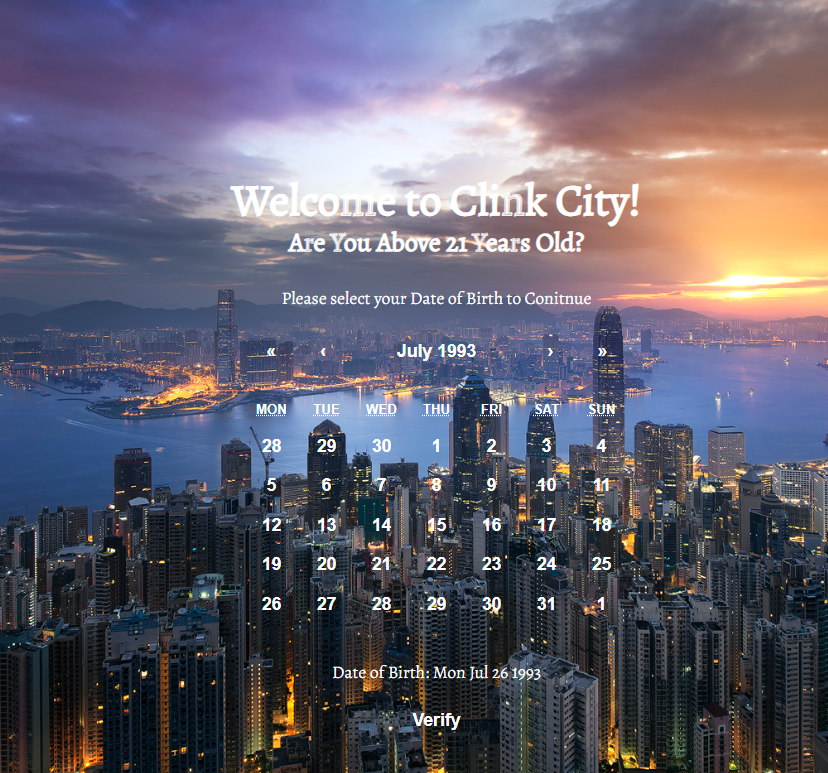 Welcome to Clink City!
Are You Above 21 Years Old?
Please select your Date of Birth to Conitnue
« ‹ July 1993 › »
MON TUE WED THU FRI SAT SUN
28 29 30 1 2 3 4
5 6 7 8 9 10 11
12 13 14 15 16 17 18
19 20 21 22 23 24 25
26 27 28 29 30 31 1
Date of Birth: Mon Jul 26 1993
Verify